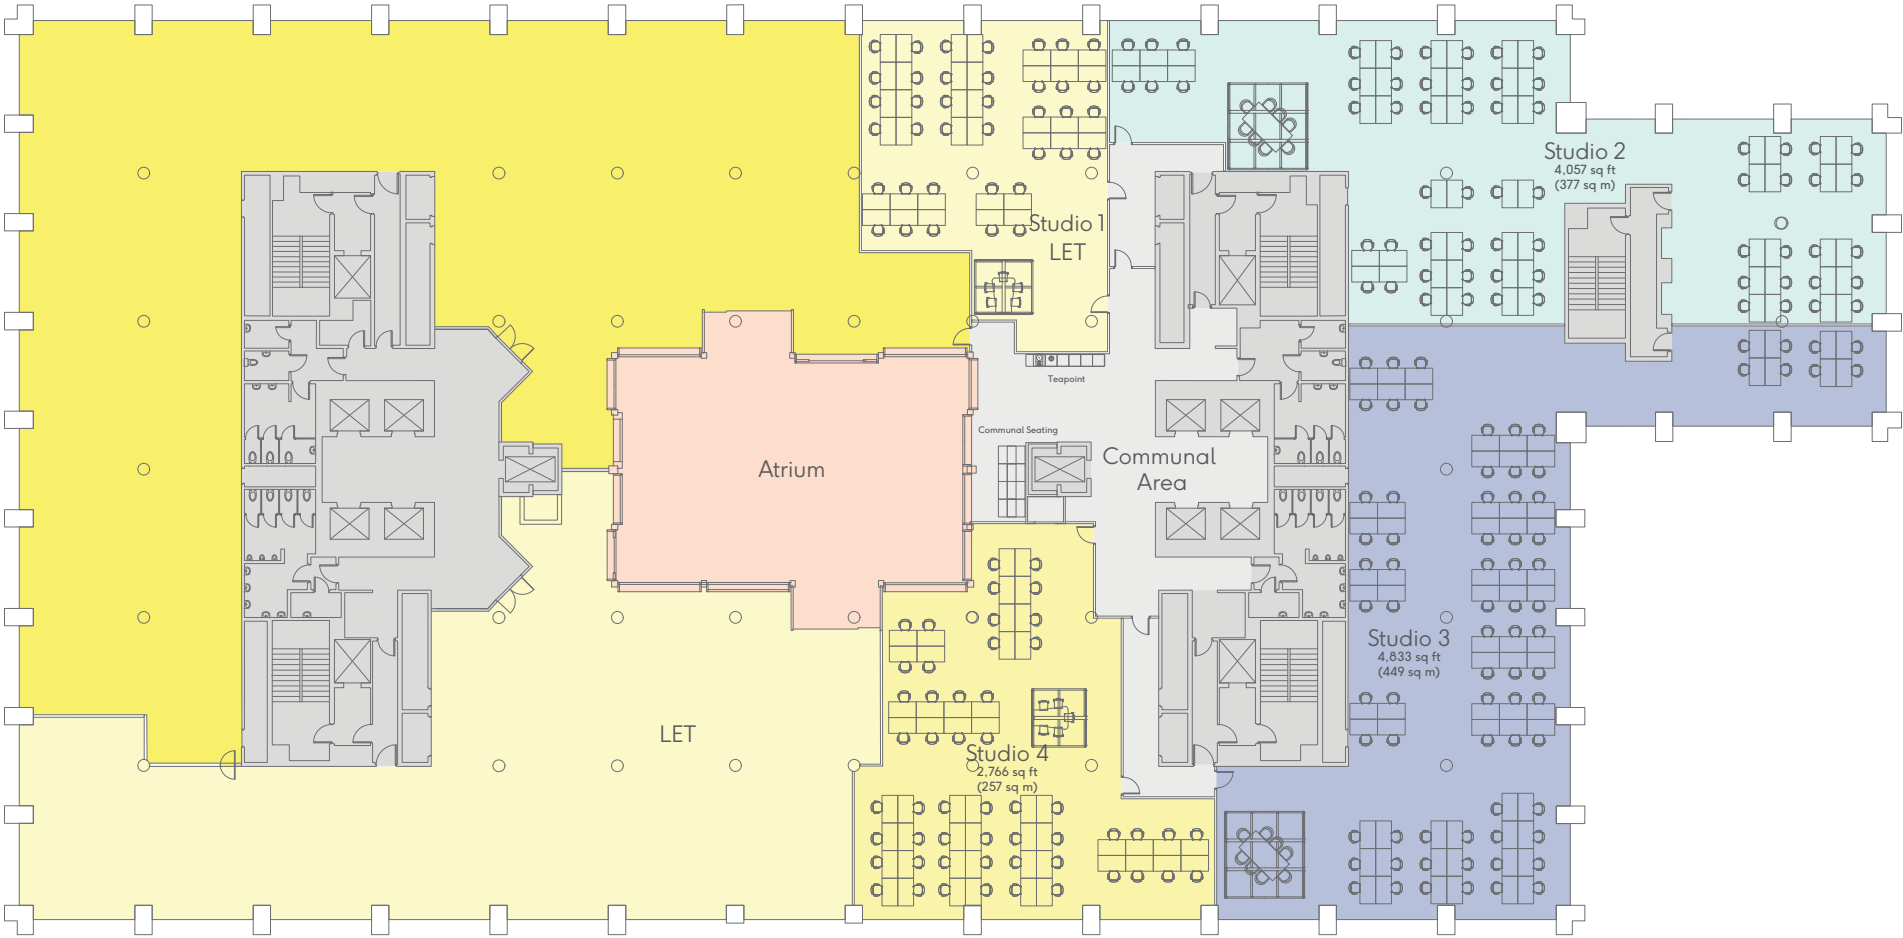 Studio 2
4,057 sq ft
(377 sq m)
Studio 1
LET
Teapoint
Communal Seating
Atrium
Communal
Area
Studio 3
4,833 sq ft
(449 sq m)
LET
Studio 4
2,766 sq ft
(257 sq m)